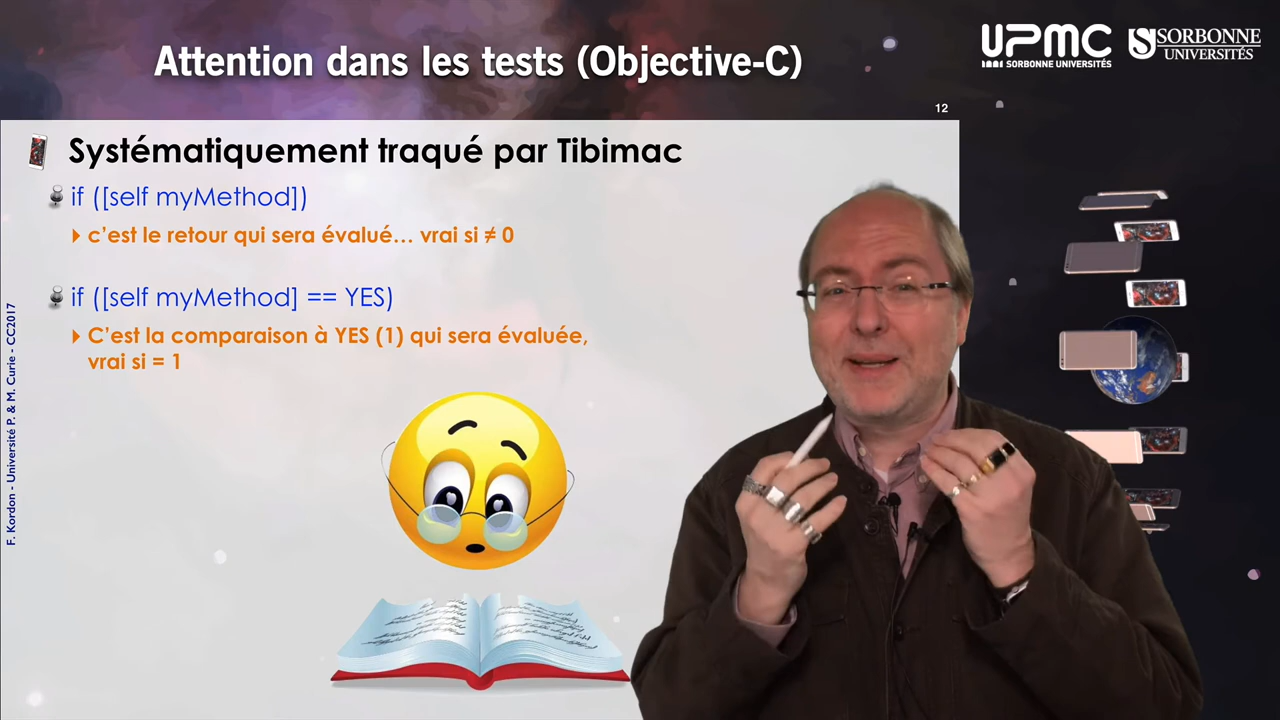 Attention dans les tests (Objective-C)
UPMC
SORBONNE UNIVERSITÉS
S SORBONNE
UNIVERSITÉS
12
Systématiquement traqué par Tibimac
if ([self myMethod])
c’est le retour qui sera évalué… vrai si ≠ 0
if ([self myMethod] == YES)
C’est la comparaison à YES (1) qui sera évaluée,
vrai si = 1
F. Kordon - Université P. & M. Curie - CC2017